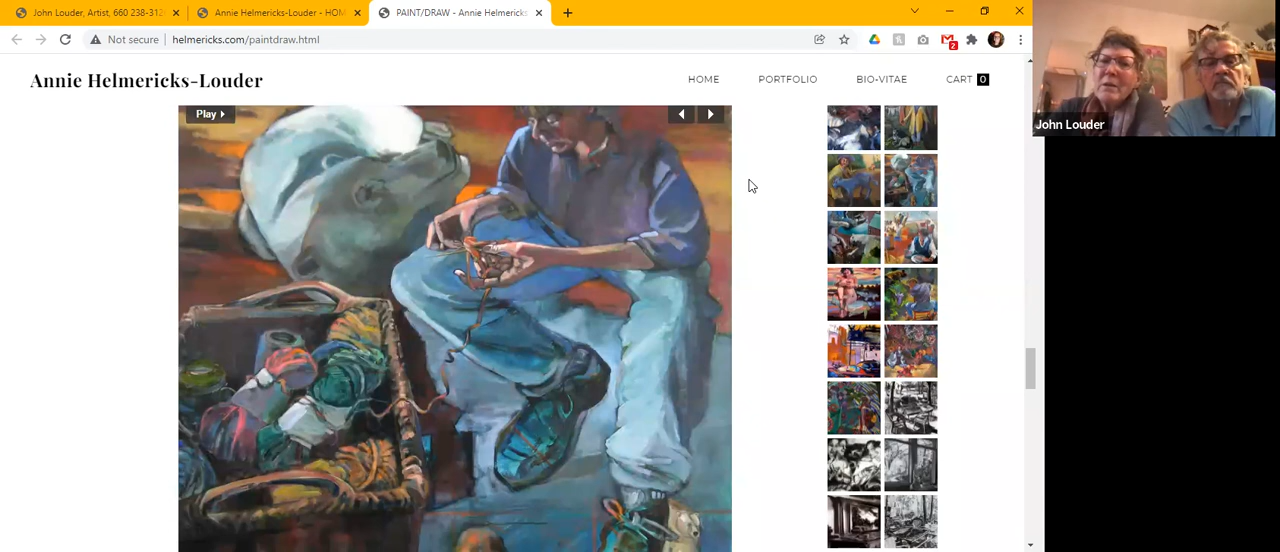 John Louder, Artist, 660 238-312
Annie Helmericks-Louder - HOM
PAINT/DRAW - Annie Helmericks
Not secure
helmericks.com/paintdraw.html
2
Annie Helmericks-Louder
HOME
PORTFOLIO
BIO-VITAE
CART 0
Play
John Louder